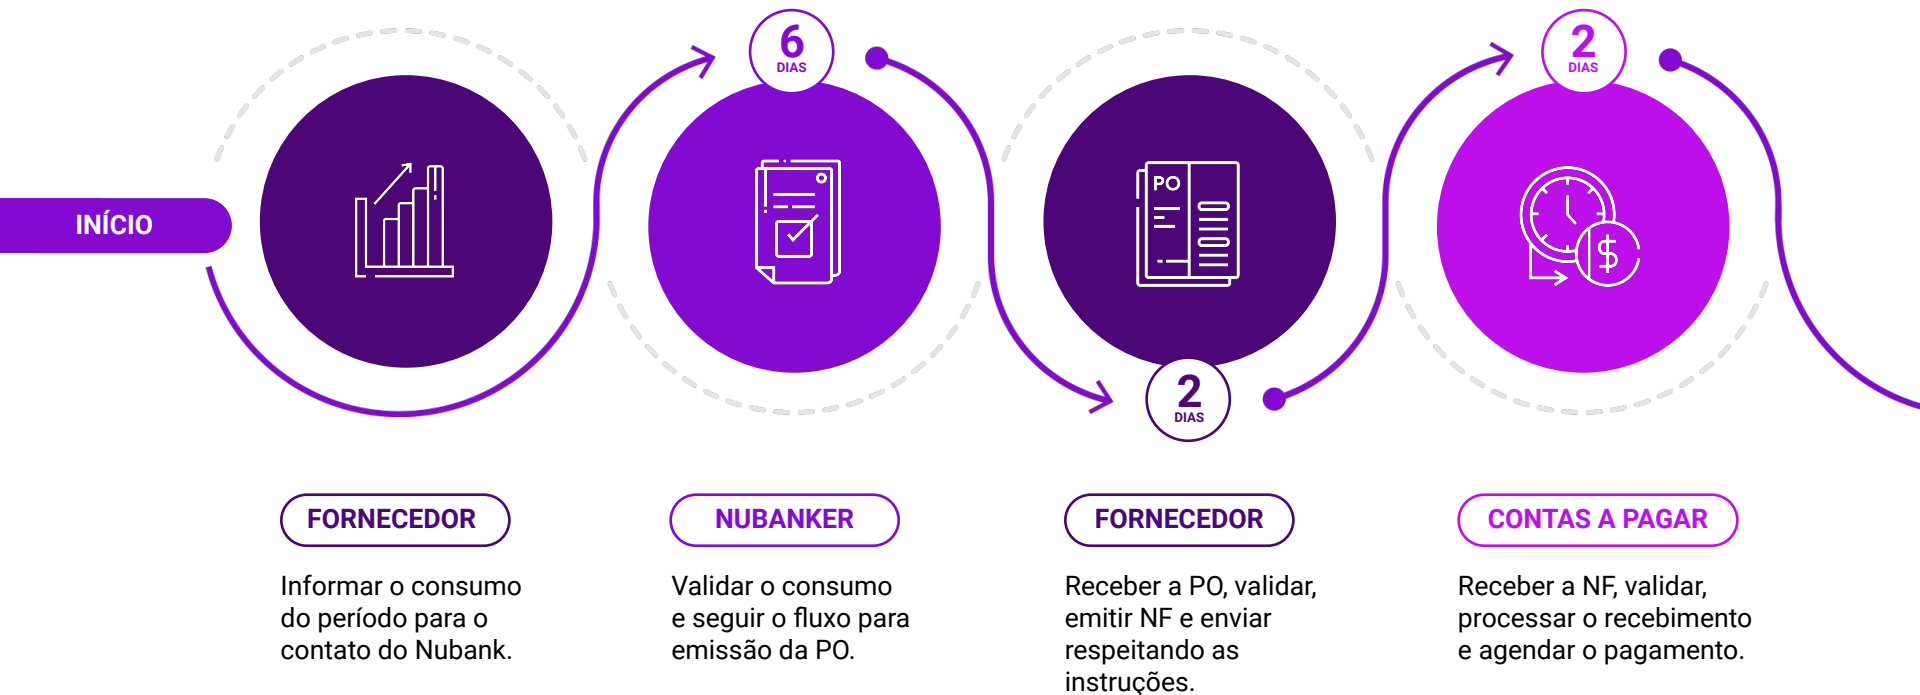 INÍCIO
6
DIAS
2
DIAS
PO
$
2
DIAS
FORNECEDOR
Informar o consumo
do período para o
contato do Nubank.
NUBANKER
Validar o consumo
e seguir o fluxo para
emissão da PO.
FORNECEDOR
Receber a PO, validar,
emitir NF e enviar
respeitando as
instruções.
CONTAS A PAGAR
Receber a NF, validar,
processar o recebimento
e agendar o pagamento.